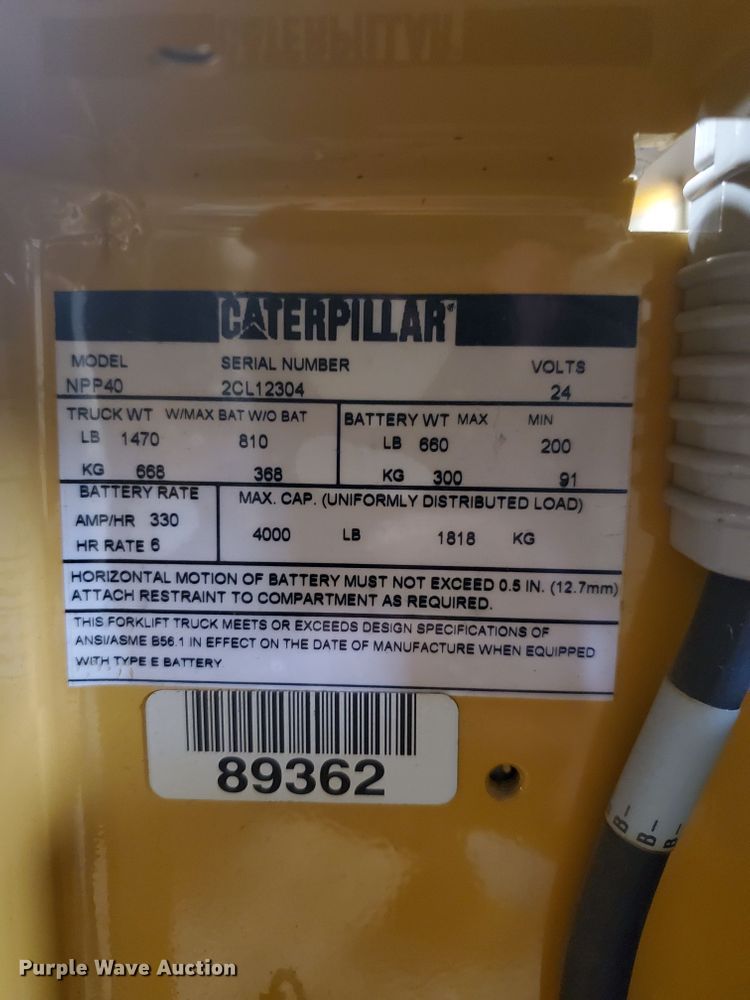 CATERPILLAR
MODEL SERIAL NUMBER VOLTS
NPP40 2CL12304 24
TRUCK WT W/MAX BAT W/O BAT BATTERY WT MAX MIN
LB 1470 810 LB 660 200
KG 668 368 KG 300 91
BATTERY RATE MAX. CAP. (UNIFORMLY DISTRIBUTED LOAD)
AMP/HR 330 4000 LB 1818 KG
HR RATE 6
HORIZONTAL MOTION OF BATTERY MUST NOT EXCEED 0.5 IN. (12.7mm)
ATTACH RESTRAINT TO COMPARTMENT AS REQUIRED.
THIS FORKLIFT TRUCK MEETS OR EXCEEDS DESIGN SPECIFICATIONS OF
ANSI/ASME B56.1 IN EFFECT ON THE DATE OF MANUFACTURE WHEN EQUIPPED
WITH TYPE E BATTERY
89362
B- B- B-
Purple Wave Auction